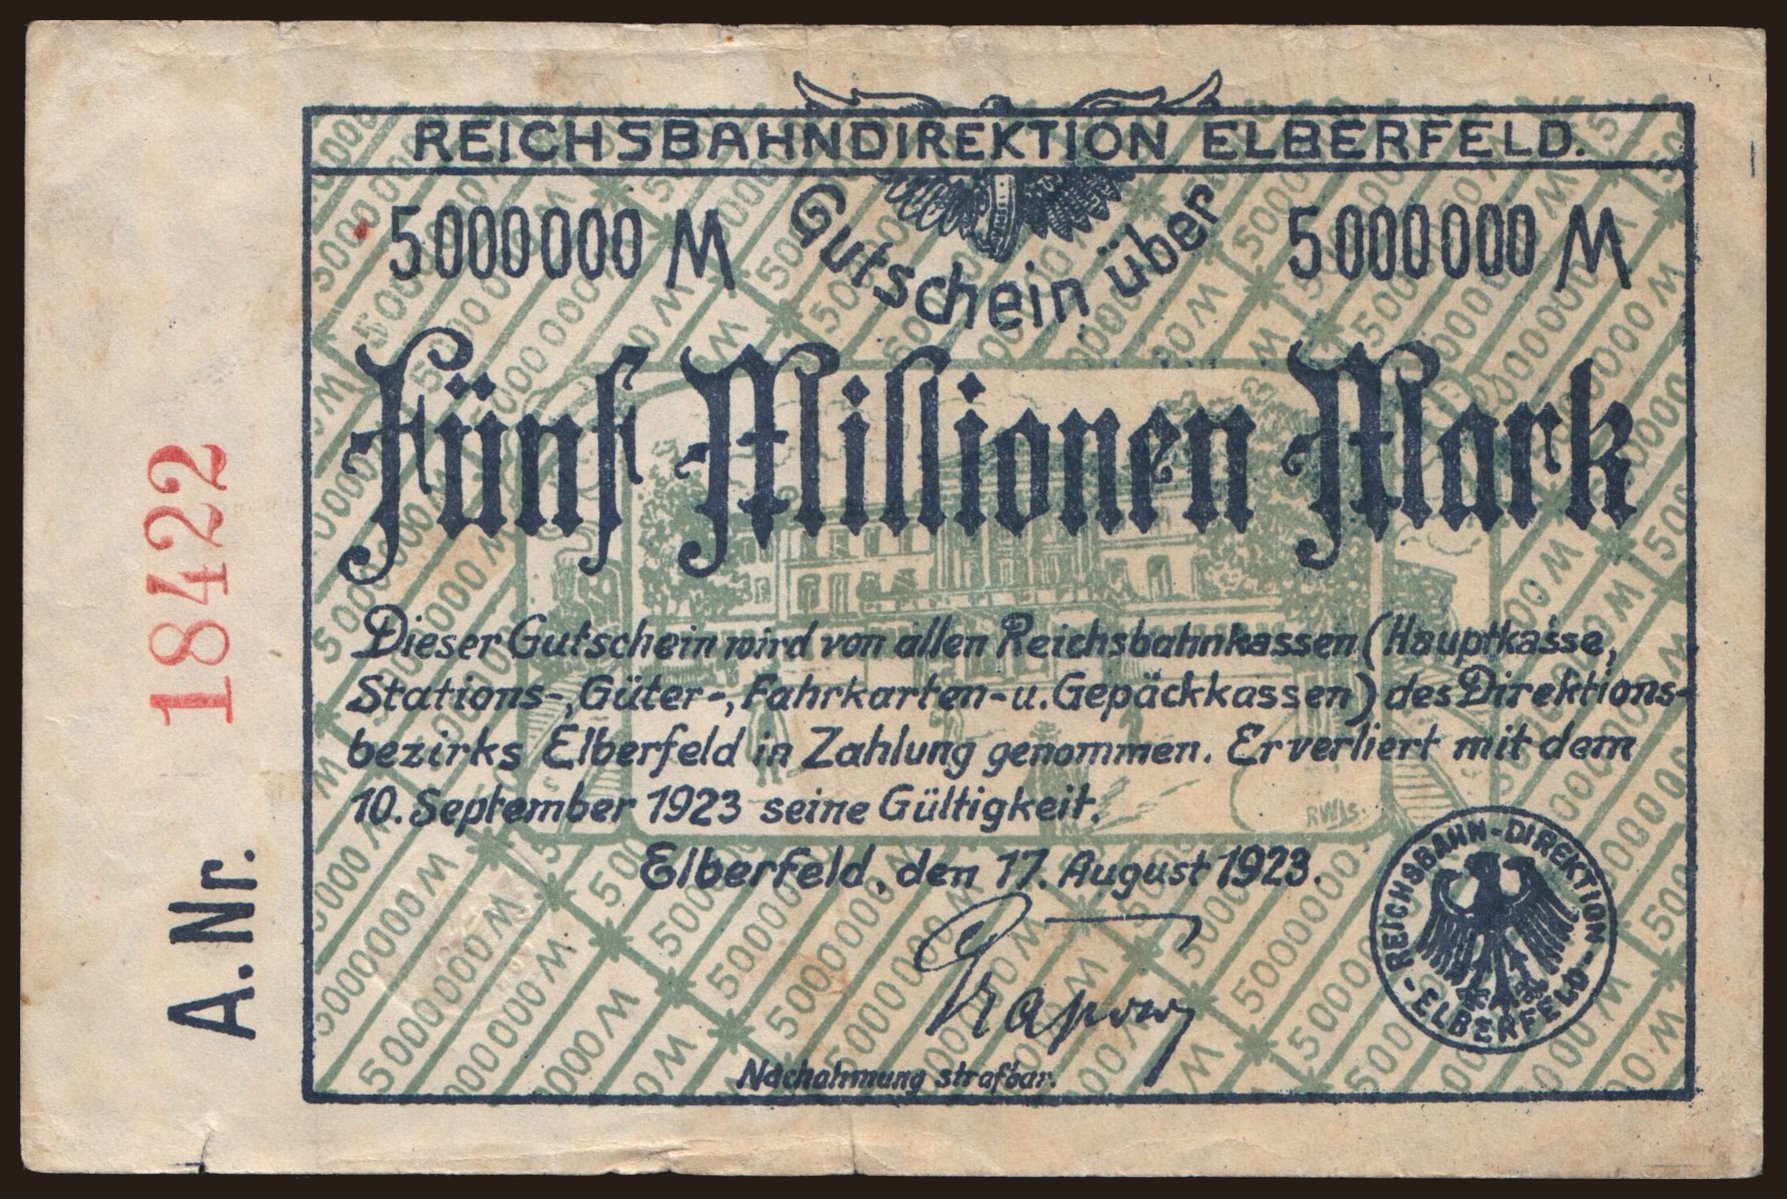 REICHSBAHNDIREKTION ELBERFELD.
5000000 M
Gutschein über
5000000 M
Fünf Millionen Mark
Dieser Gutschein wird von allen Reichsbahnkassen (Hauptkasse,
Stations-, Güter-, Fahrkarten- u. Gepäckkassen) des Direktions-
bezirks Elberfeld in Zahlung genommen. Er verliert mit dem
10. September 1923 seine Gültigkeit.
Elberfeld, den 17. August 1923.
Nachahmung strafbar.
REICHSBAHN-DIREKTION
-ELBERFELD-
A. Nr. 18422